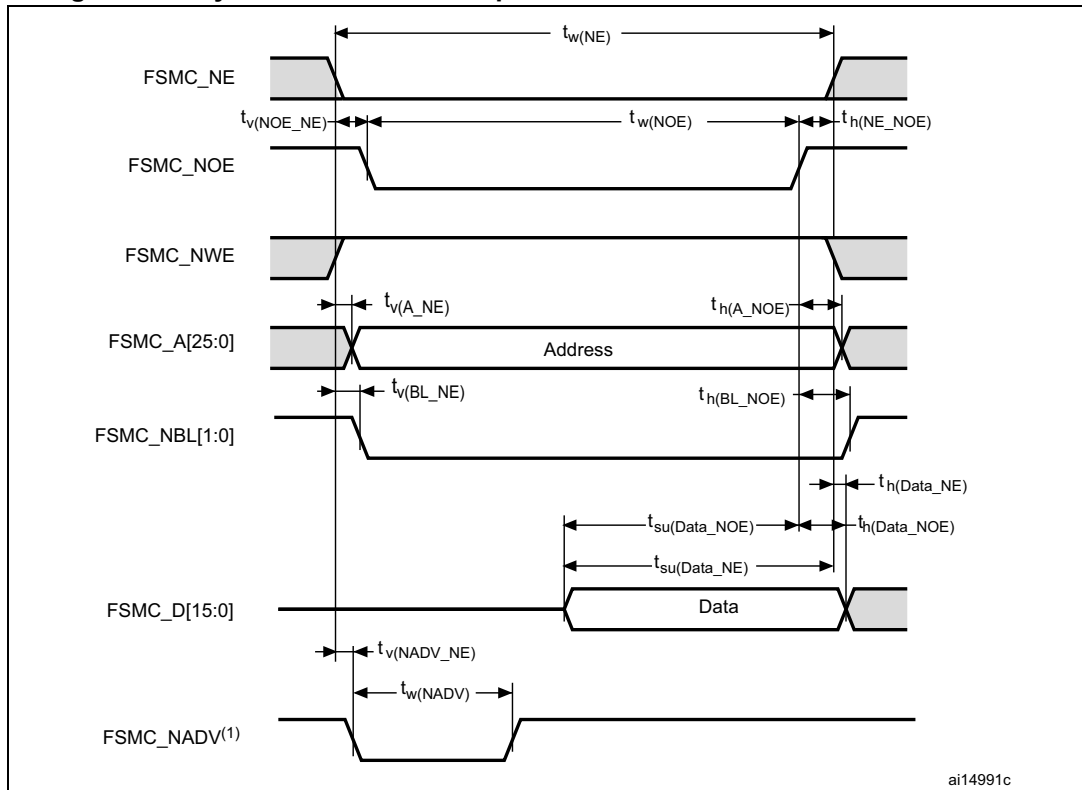 t_w(NE)
FSMC_NE
t_v(NOE_NE)
t_w(NOE)
t_h(NE_NOE)
FSMC_NOE
FSMC_NWE
t_v(A_NE)
t_h(A_NOE)
FSMC_A[25:0]
Address
t_v(BL_NE)
t_h(BL_NOE)
FSMC_NBL[1:0]
t_h(Data_NE)
t_su(Data_NOE)
t_h(Data_NOE)
t_su(Data_NE)
FSMC_D[15:0]
Data
t_v(NADV_NE)
t_w(NADV)
FSMC_NADV(1)
ai14991c